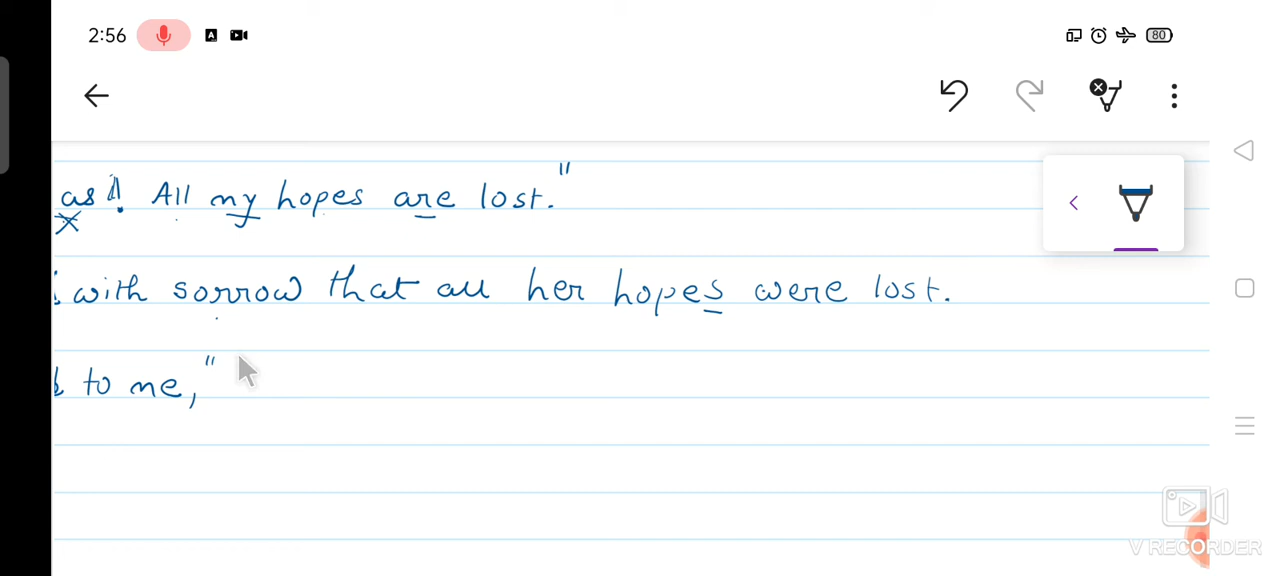 2:56
as! All my hopes are lost."
with sorrow that all her hopes were lost.
to me,"
V RECORDER